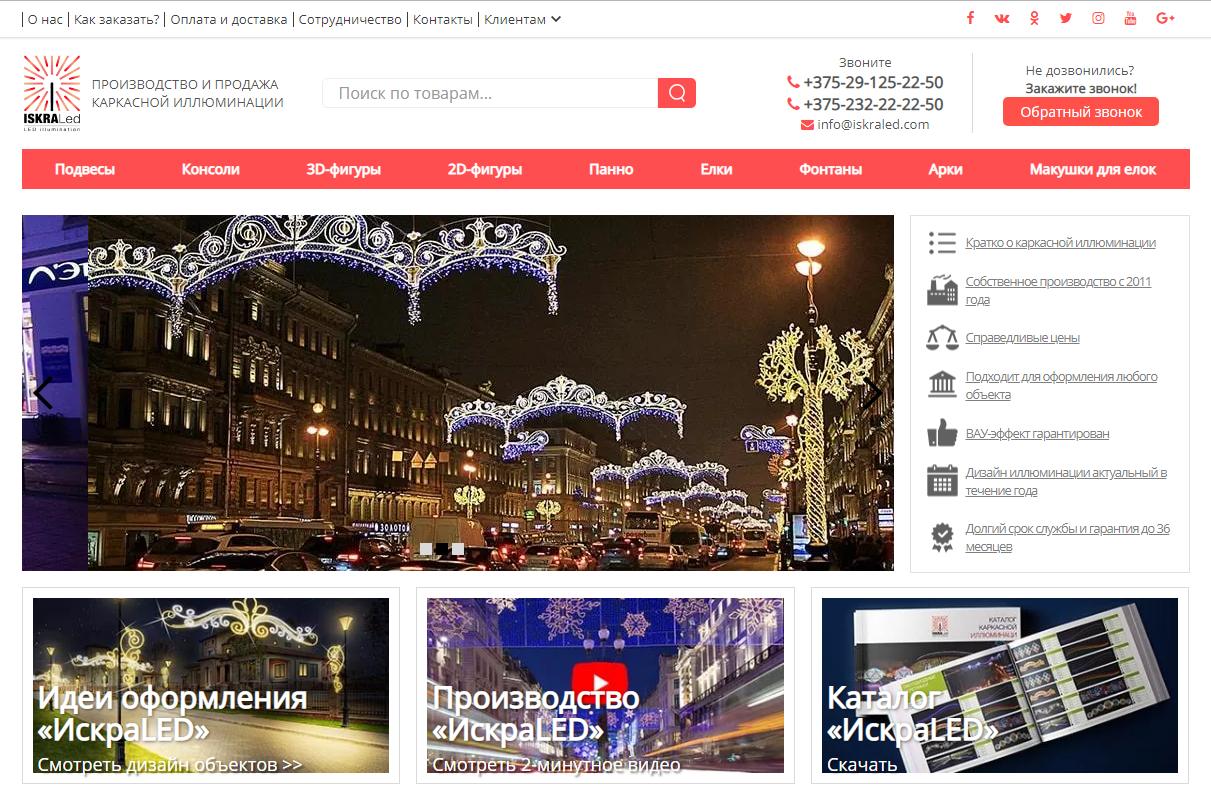 О нас
Как заказать?
Оплата и доставка
Сотрудничество
Контакты
Клиентам
ISKRALed
LED illumination
ПРОИЗВОДСТВО И ПРОДАЖА
КАРКАСНОЙ ИЛЛЮМИНАЦИИ
Поиск по товарам...
Звоните
+375-29-125-22-50
+375-232-22-22-50
info@iskraled.com
Не дозвонились?
Закажите звонок!
Обратный звонок
Подвесы
Консоли
3D-фигуры
2D-фигуры
Панно
Елки
Фонтаны
Арки
Макушки для елок
ЗОЛОТОЙ
Кратко о каркасной иллюминации
Собственное производство с 2011
года
Справедливые цены
Подходит для оформления любого
объекта
ВАУ-эффект гарантирован
Дизайн иллюминации актуальный в
течение года
Долгий срок службы и гарантия до 36
месяцев
Идеи оформления
«ИскраLED»
Смотреть дизайн объектов >>
Производство
«ИскраLED»
Смотреть 2-минутное видео
КАТАЛОГ
КАРКАСНОЙ
ИЛЛЮМИНАЦИ
Каталог
«ИскраLED»
Скачать